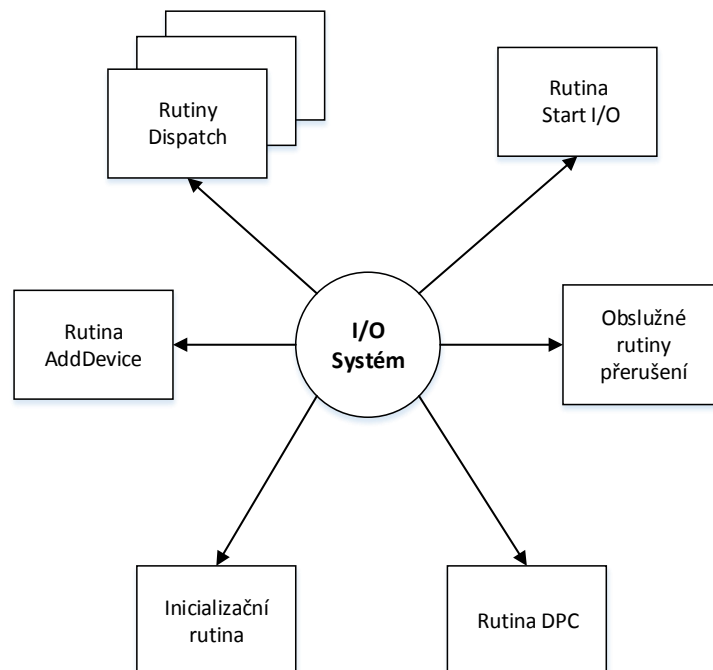 Rutiny
Dispatch
Rutina
Start I/O
Rutina
AddDevice
I/O
Systém
Obslužné
rutiny
přerušení
Inicializační
rutina
Rutina DPC